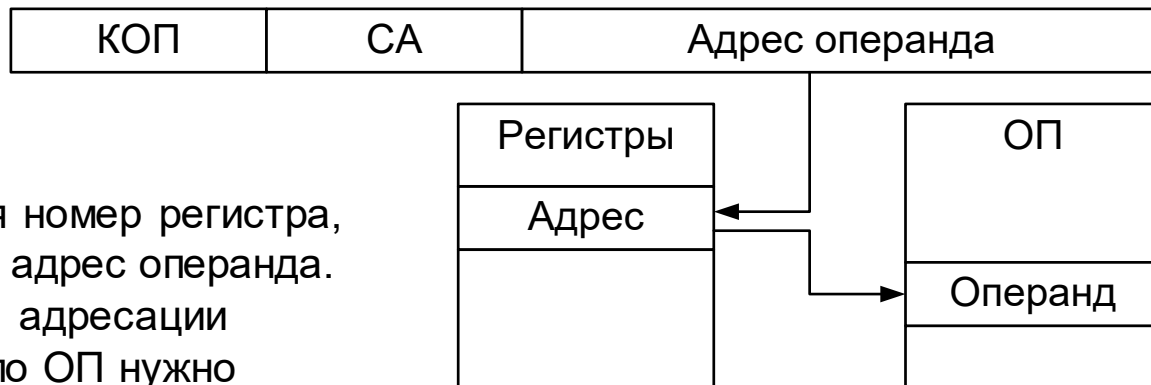 КОП СА Адрес операнда
Регистры ОП
номер регистра,
Адрес
адрес операнда.
Операнд
адресации
ОП нужно